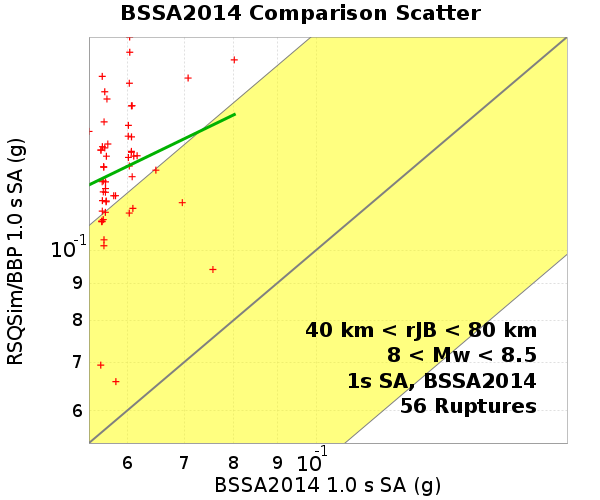 BSSA2014 Comparison Scatter
RSQSim/BBP 1.0 s SA (g)
10-1
9
8
7
6
40 km < rJB < 80 km
8 < Mw < 8.5
1s SA, BSSA2014
56 Ruptures
6 7 8 9 10-1
BSSA2014 1.0 s SA (g)